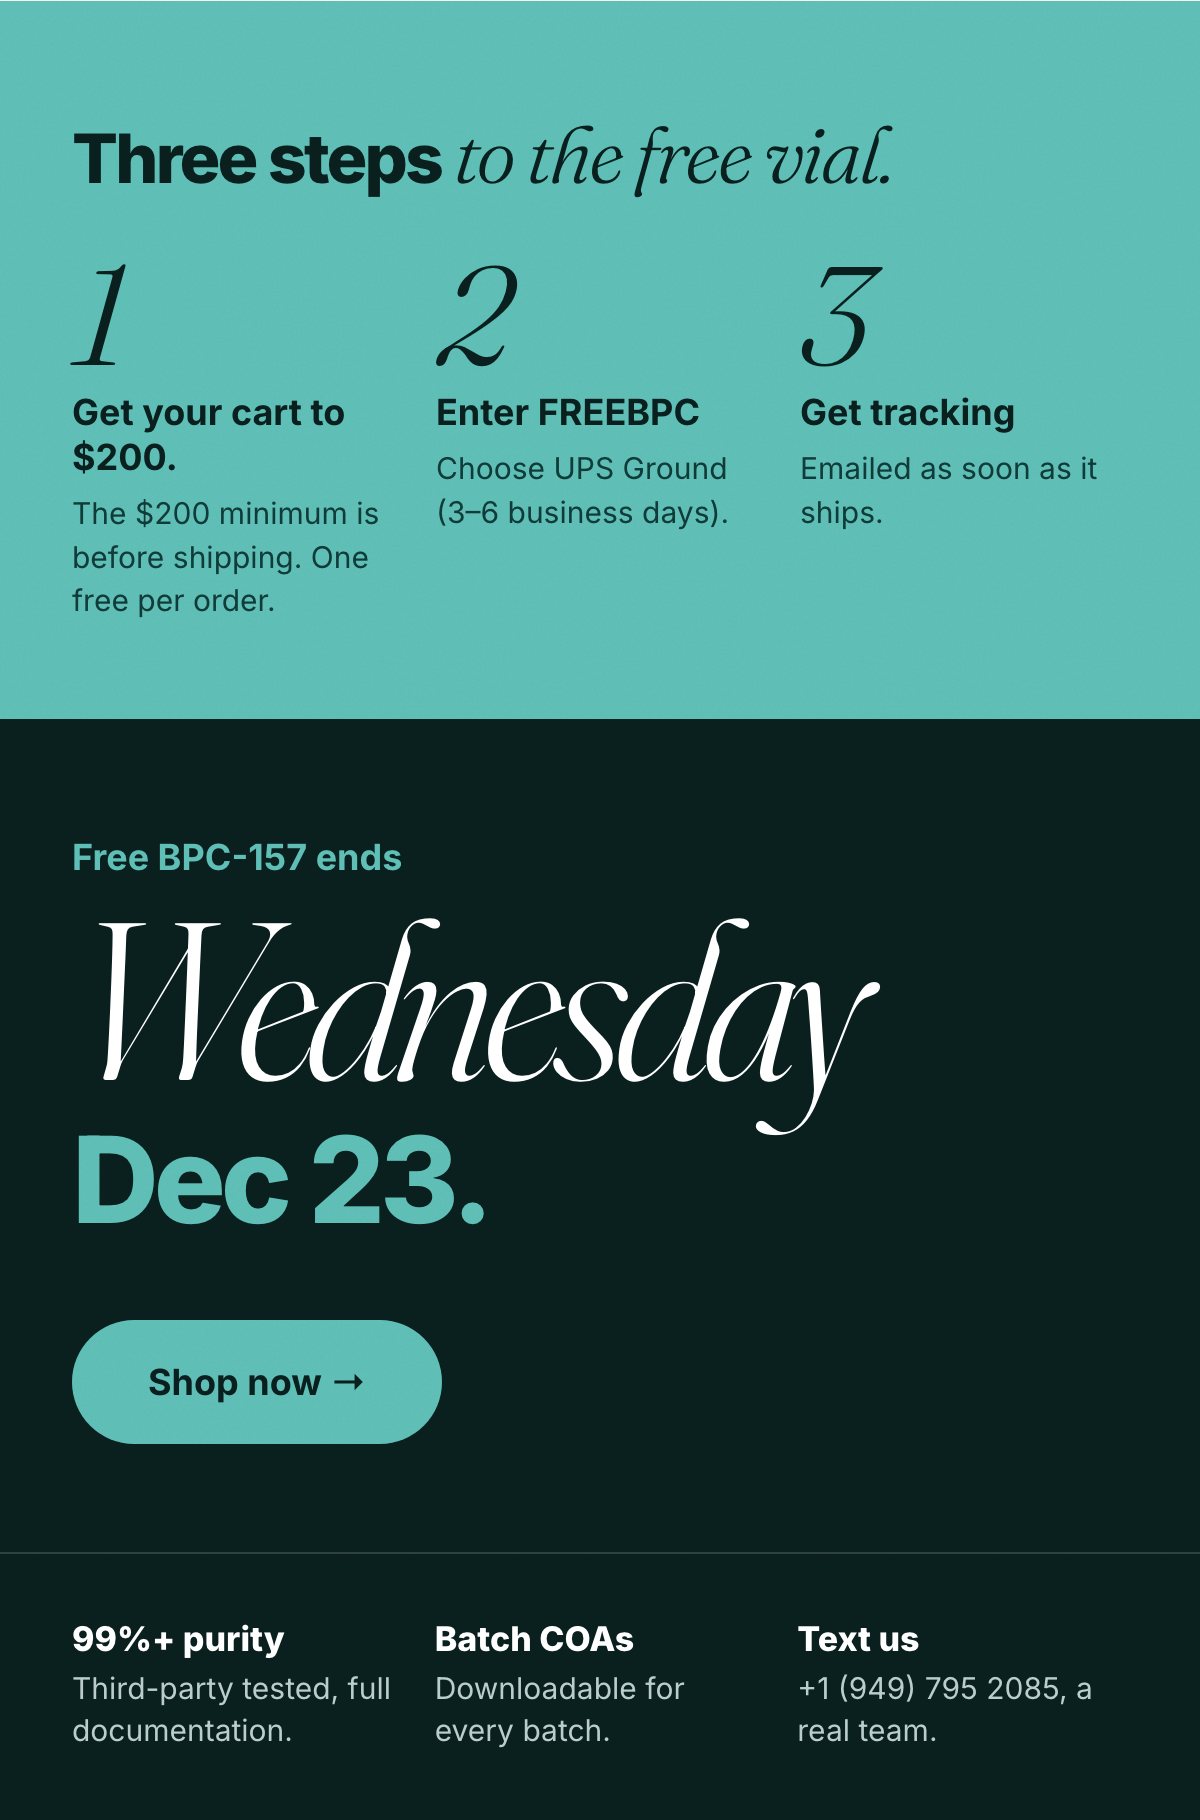 Three steps to the free vial.
1
Get your cart to
$200.
The $200 minimum is
before shipping. One
free per order.
2
Enter FREEBPC
Choose UPS Ground
(3–6 business days).
3
Get tracking
Emailed as soon as it
ships.
Free BPC-157 ends
Wednesday
Dec 23.
Shop now →
99%+ purity
Third-party tested, full
documentation.
Batch COAs
Downloadable for
every batch.
Text us
+1 (949) 795 2085, a
real team.